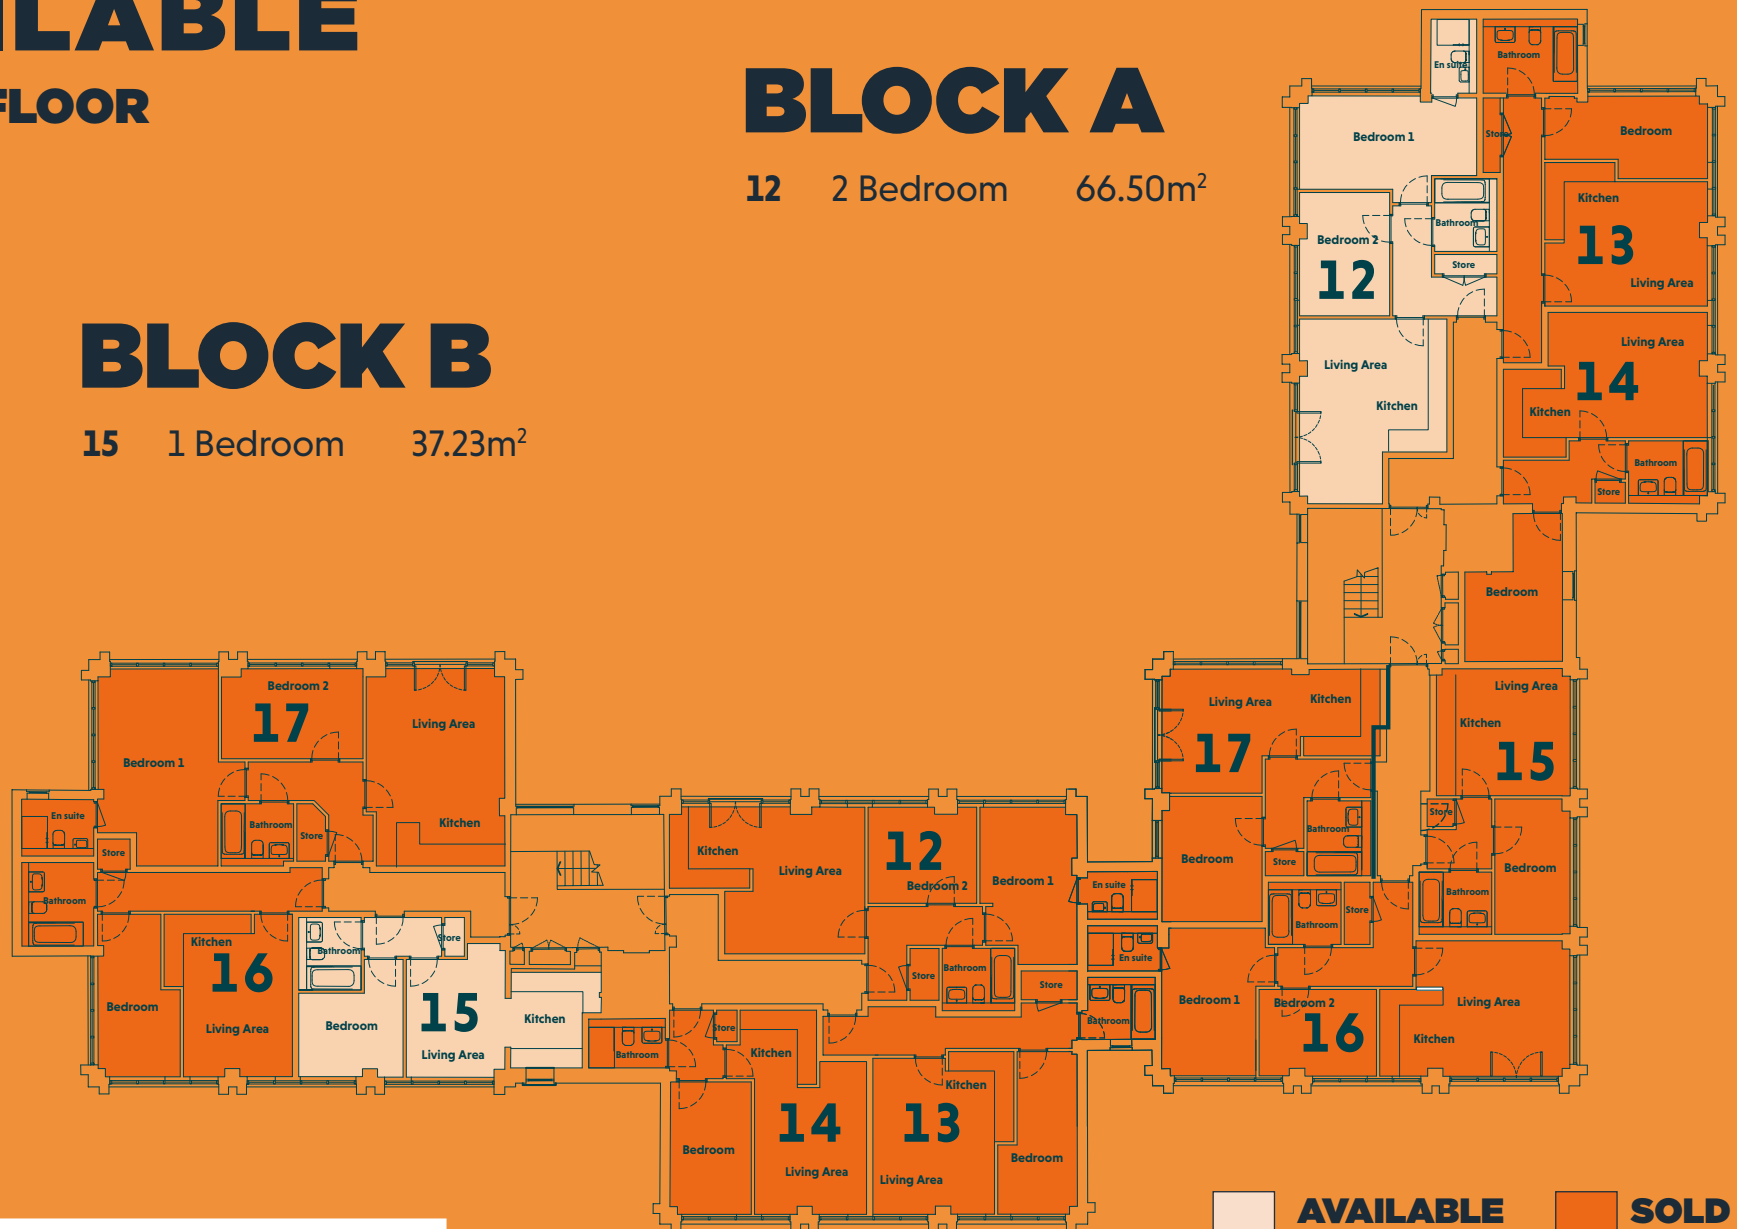 ILABLE
FLOOR
BLOCK A
12 2 Bedroom 66.50m²
BLOCK B
15 1 Bedroom 37.23m²
En suite
Bathroom
Bedroom 1
Store
Bedroom
Kitchen
13
Living Area
Bathroom
Bedroom 2
12
Store
Living Area
Kitchen
Living Area
14
Kitchen
Bathroom
Store
Bedroom
Living Area
Kitchen
15
Store
Bedroom
Bathroom
Living Area
Kitchen
17
Bathroom
Bedroom
Store
Bathroom
Store
En suite
Bedroom 1
Bedroom 2
16
Living Area
Kitchen
Bathroom
Bedroom 2
17
Bedroom 1
Living Area
Kitchen
En suite
Bathroom
Store
Store
Bathroom
Kitchen
16
Bedroom
Living Area
Bathroom
Store
Bedroom
15
Living Area
Kitchen
Kitchen
12
Living Area
Bedroom 2
Bedroom 1
En suite
Store
Bathroom
Store
Bathroom
Store
Kitchen
14
Bedroom
Living Area
Kitchen
13
Living Area
Bedroom
AVAILABLE
SOLD